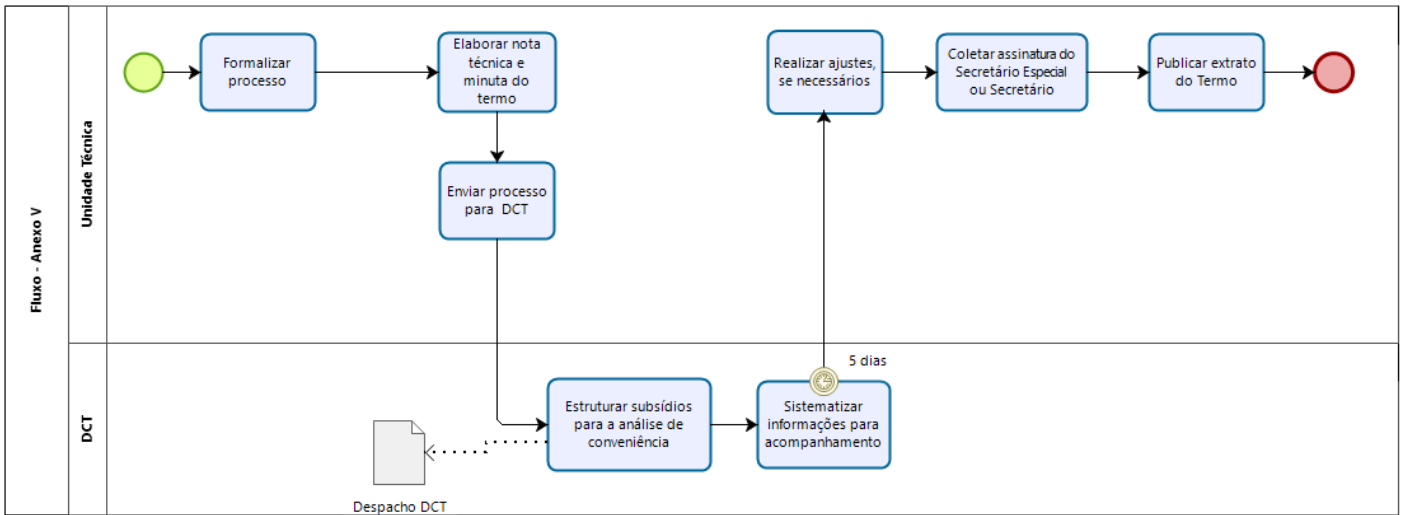 Fluxo - Anexo V
Unidade Técnica
Formalizar
processo
Elaborar nota
técnica e
minuta do
termo
Enviar processo
para DCT
Realizar ajustes,
se necessários
Coletar assinatura do
Secretário Especial
ou Secretário
Publicar extrato
do Termo
DCT
Estruturar subsídios
para a análise de
conveniência
Despacho DCT
5 dias
Sistematizar
informações para
acompanhamento